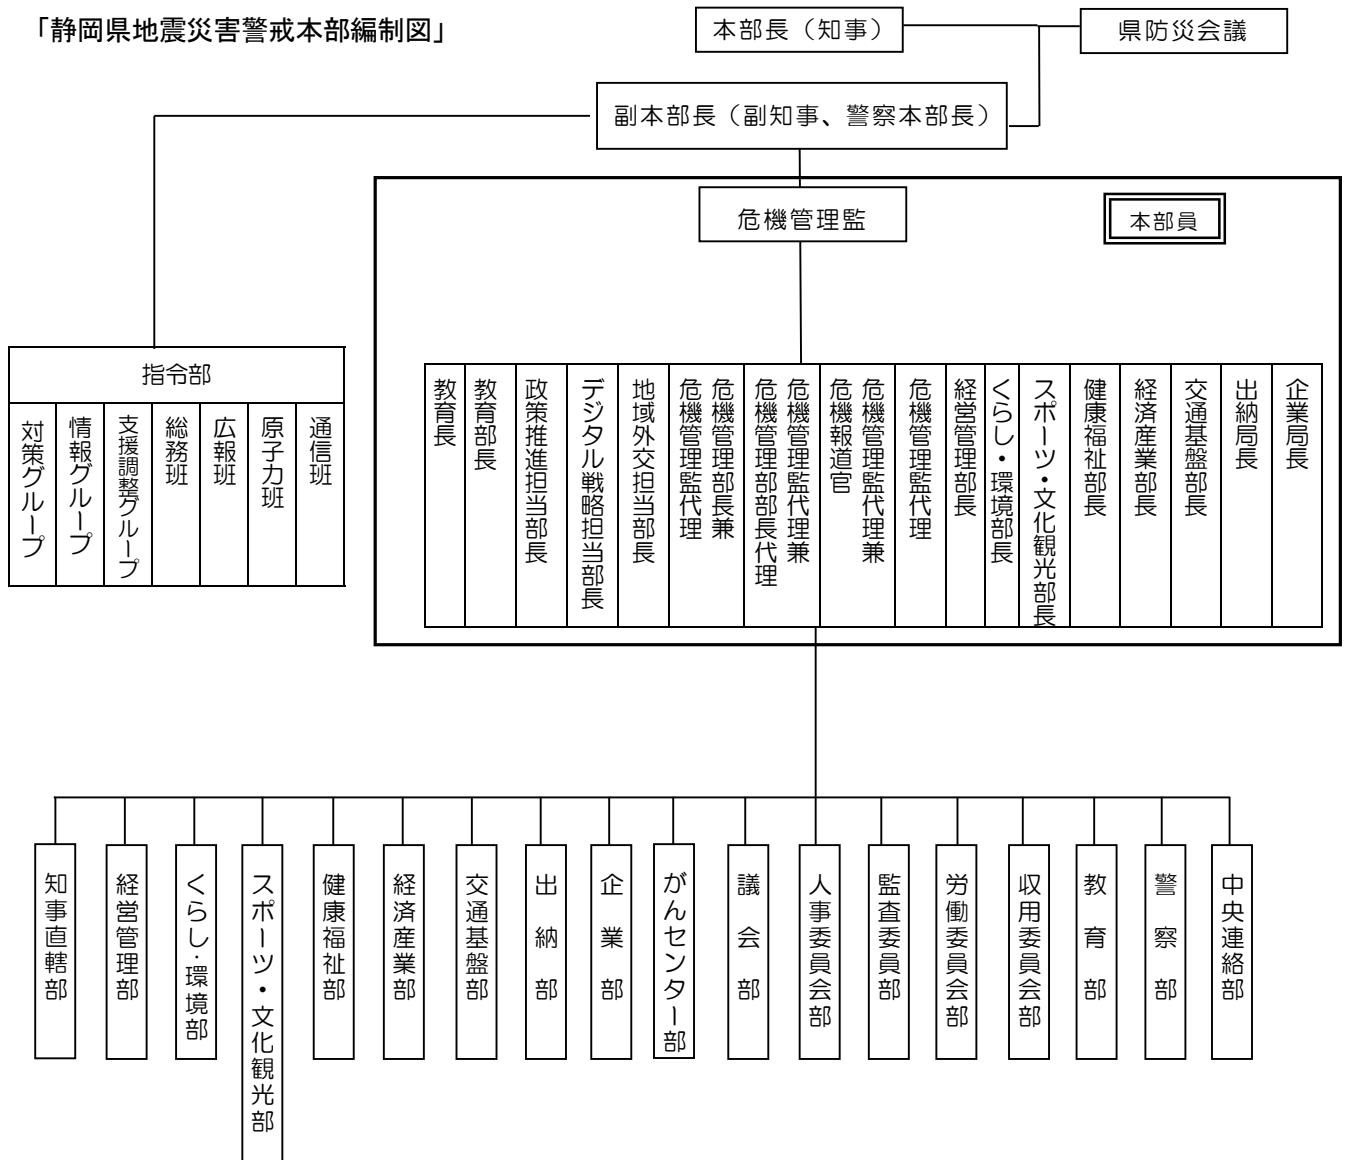 「静岡県地震災害警戒本部編制図」
本部長（知事）
県防災会議
副本部長（副知事、警察本部長）
危機管理監
本部員
指令部
対策グループ
情報グループ
支援調整グループ
総務班
広報班
原子力班
通信班
教育長
教育部長
政策推進担当部長
デジタル戦略担当部長
地域外交担当部長
危機管理部長兼
危機管理監代理
危機管理監代理兼
危機管理部部長代理
危機管理監代理兼
危機報道官
危機管理監代理
経営管理部長
くらし・環境部長
スポーツ・文化観光部長
健康福祉部長
経済産業部長
交通基盤部長
出納局長
企業局長
知事直轄部
経営管理部
くらし・環境部
スポーツ・文化観光部
健康福祉部
経済産業部
交通基盤部
出納部
企業部
がんセンター部
議会部
人事委員会部
監査委員部
労働委員会部
収用委員会部
教育部
警察部
中央連絡部